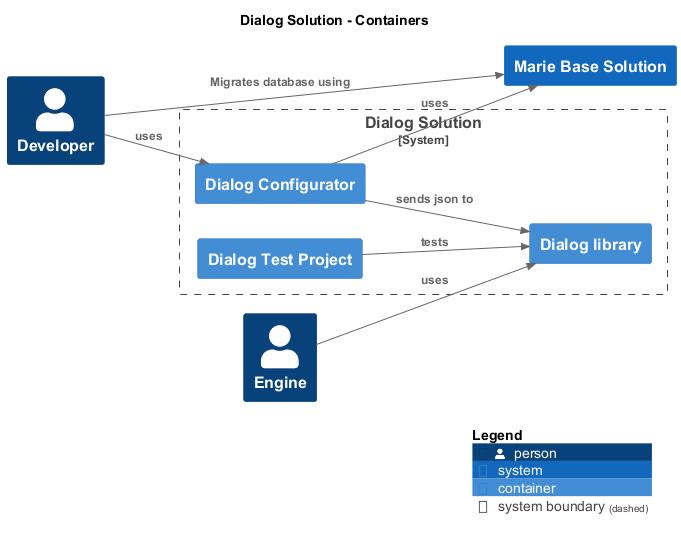 Dialog Solution - Containers
Marie Base Solution
Migrates database using
uses
Developer
uses
Dialog Solution
[System]
Dialog Configurator
sends json to
Dialog library
Dialog Test Project
tests
uses
Engine
Legend
person
system
container
system boundary (dashed)